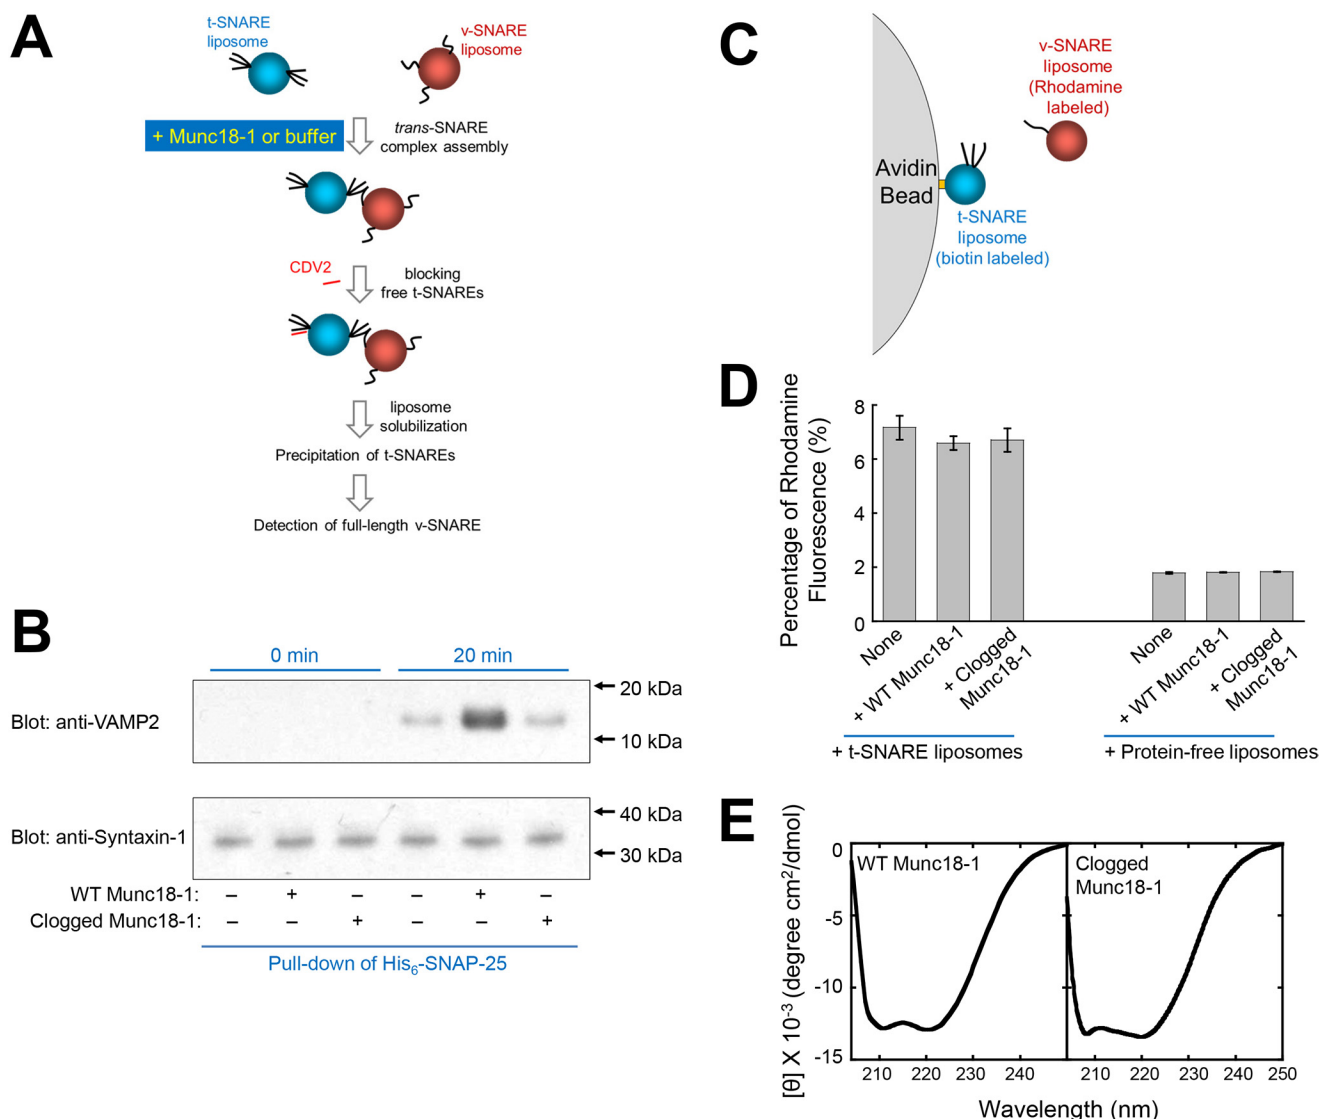 A
t-SNARE
liposome
v-SNARE
liposome
+ Munc18-1 or buffer
trans-SNARE
complex assembly
CDV2
blocking
free t-SNAREs
liposome
solubilization
Precipitation of t-SNAREs
Detection of full-length v-SNARE
B
0 min
20 min
Blot: anti-VAMP2
20 kDa
10 kDa
Blot: anti-Syntaxin-1
40 kDa
30 kDa
WT Munc18-1: – + – – + –
Clogged Munc18-1: – – + – – +
Pull-down of His6-SNAP-25
C
v-SNARE
liposome
(Rhodamine
labeled)
Avidin
Bead
t-SNARE
liposome
(biotin labeled)
D
Percentage of Rhodamine
Fluorescence (%)
8
6
4
2
0
None
+ WT Munc18-1
+ Clogged
Munc18-1
None
+ WT Munc18-1
+ Clogged
Munc18-1
+ t-SNARE liposomes
+ Protein-free liposomes
E
[θ] X 10-3 (degree cm2/dmol)
0
-5
-10
-15
WT Munc18-1
Clogged
Munc18-1
210 220 230 240
210 220 230 240 250
Wavelength (nm)